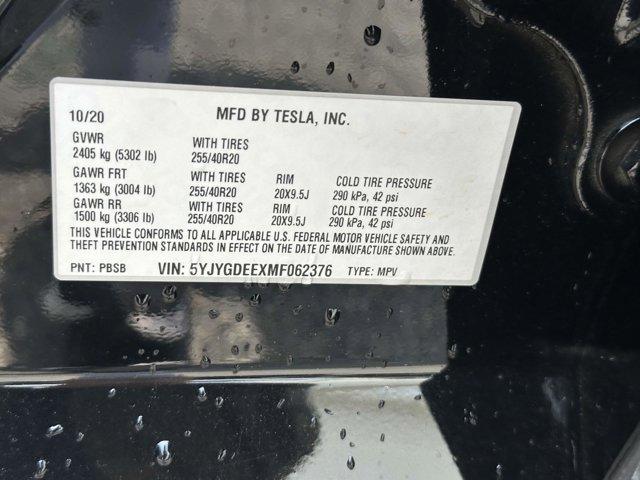 10/20 MFD BY TESLA, INC.
GVWR WITH TIRES
2405 kg (5302 lb) 255/40R20
GAWR FRT WITH TIRES RIM COLD TIRE PRESSURE
1363 kg (3004 lb) 255/40R20 20X9.5J 290 kPa, 42 psi
GAWR RR WITH TIRES RIM COLD TIRE PRESSURE
1500 kg (3306 lb) 255/40R20 20X9.5J 290 kPa, 42 psi
THIS VEHICLE CONFORMS TO ALL APPLICABLE U.S. FEDERAL MOTOR VEHICLE SAFETY AND
THEFT PREVENTION STANDARDS IN EFFECT ON THE DATE OF MANUFACTURE SHOWN ABOVE.
PNT: PBSB VIN: 5YJYGDEEXMF062376 TYPE: MPV